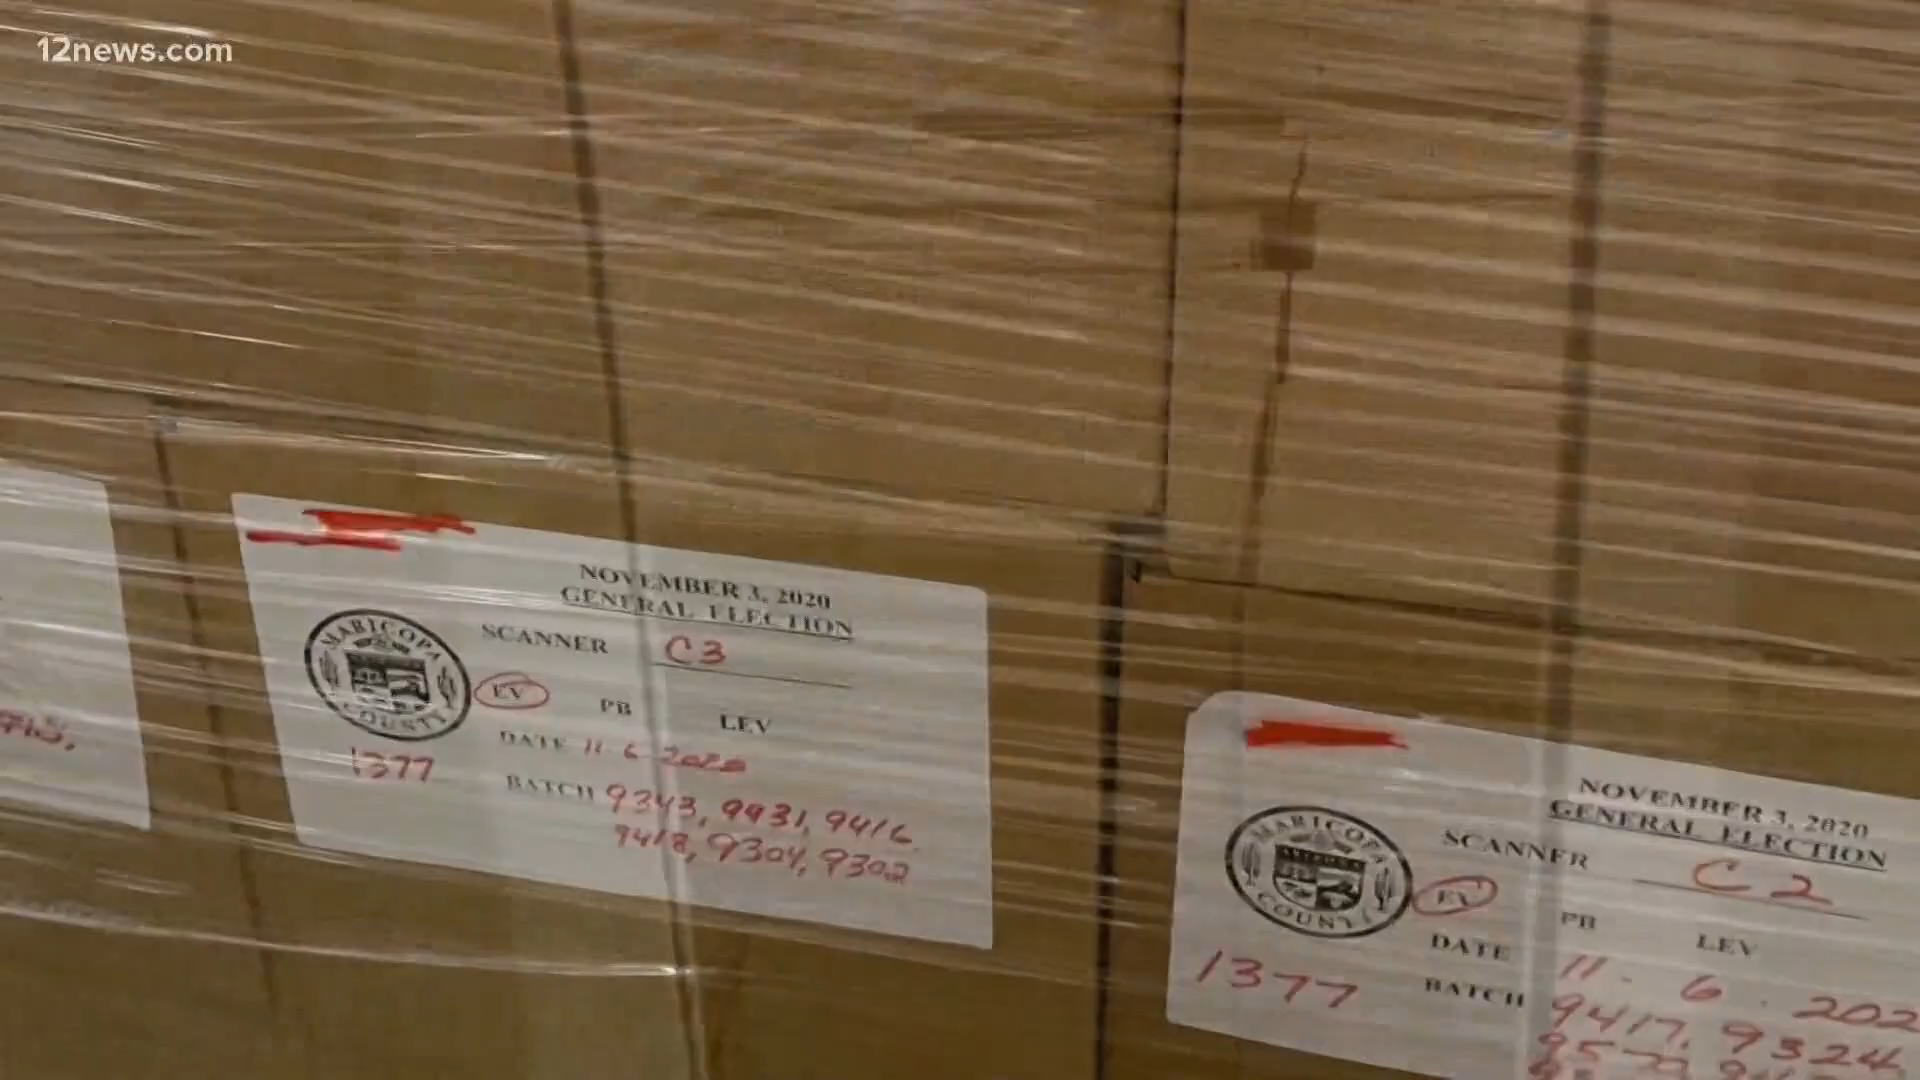 12news.com
NOVEMBER 3, 2020
GENERAL ELECTION
SCANNER C3
EV PB LEV
DATE 11 6 2020
BATCH 9343, 9931, 9416
9418, 9304, 9302
MARICOPA
COUNTY
1377
NOVEMBER 3, 2020
GENERAL ELECTION
SCANNER C2
EV PB LEV
DATE 11 . 6 . 202
BATCH 9417, 9324
MARICOPA
ARIZONA
COUNTY
1377